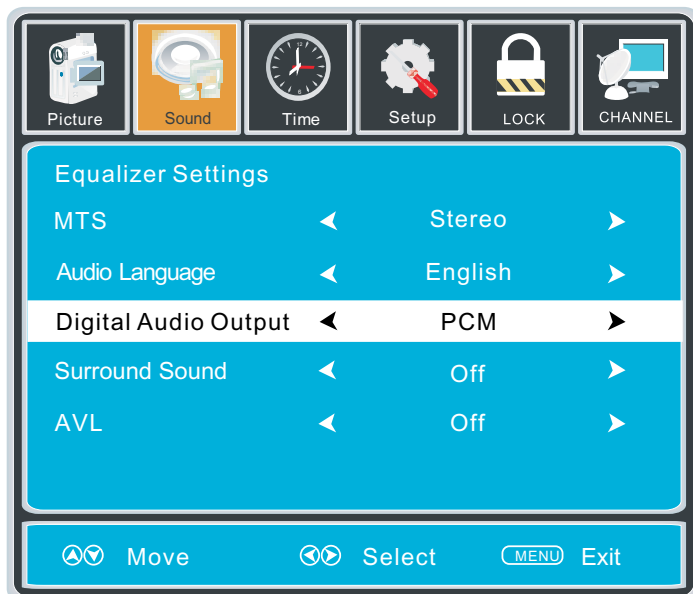 Picture Sound Time Setup LOCK CHANNEL
Equalizer Settings
MTS Stereo
Audio Language English
Digital Audio Output PCM
Surround Sound Off
AVL Off
Move Select MENU Exit